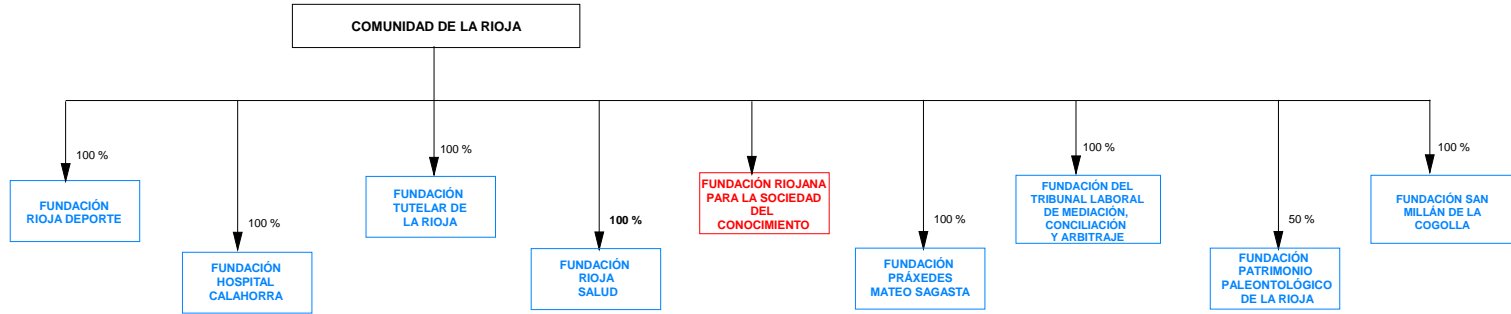 COMUNIDAD DE LA RIOJA
100 %
FUNDACIÓN
RIOJA DEPORTE
100 %
FUNDACIÓN
HOSPITAL
CALAHORRA
100 %
FUNDACIÓN
TUTELAR DE
LA RIOJA
100 %
FUNDACIÓN
RIOJA
SALUD
FUNDACIÓN RIOJANA
PARA LA SOCIEDAD
DEL
CONOCIMIENTO
100 %
FUNDACIÓN
PRÁXEDES
MATEO SAGASTA
100 %
FUNDACIÓN DEL
TRIBUNAL LABORAL
DE MEDIACIÓN,
CONCILIACIÓN
Y ARBITRAJE
50 %
FUNDACIÓN
PATRIMONIO
PALEONTOLÓGICO
DE LA RIOJA
100 %
FUNDACIÓN SAN
MILLÁN DE LA
COGOLLA